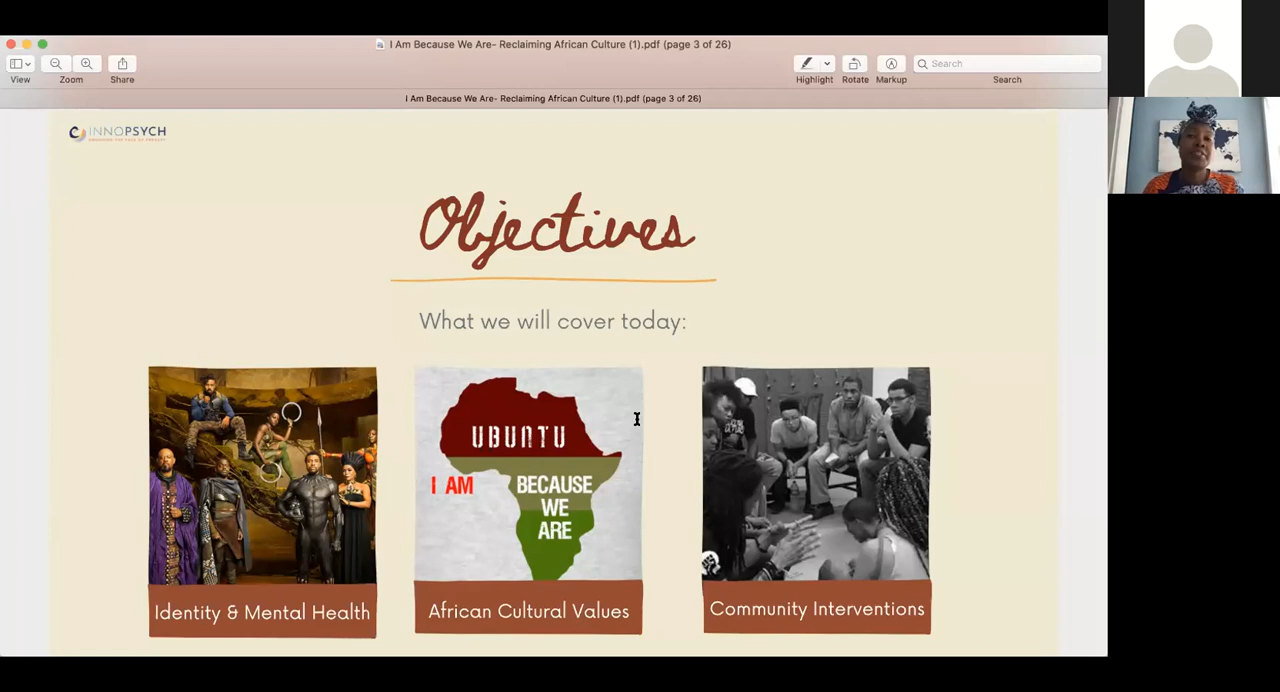 I Am Because We Are- Reclaiming African Culture (1).pdf (page 3 of 26)
View
Zoom
Share
Highlight
Rotate
Markup
Search
Search
I Am Because We Are- Reclaiming African Culture (1).pdf (page 3 of 26)
INNOPSYCH
Objectives
What we will cover today:
UBUNTU
I AM
BECAUSE
WE
ARE
Identity & Mental Health
African Cultural Values
Community Interventions